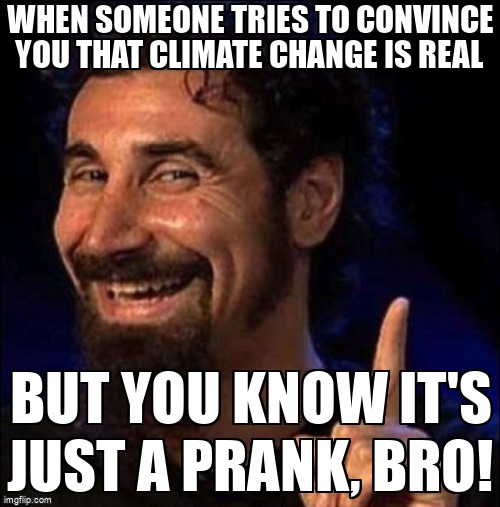 WHEN SOMEONE TRIES TO CONVINCE
YOU THAT CLIMATE CHANGE IS REAL
BUT YOU KNOW IT'S
JUST A PRANK, BRO!
imgflip.com